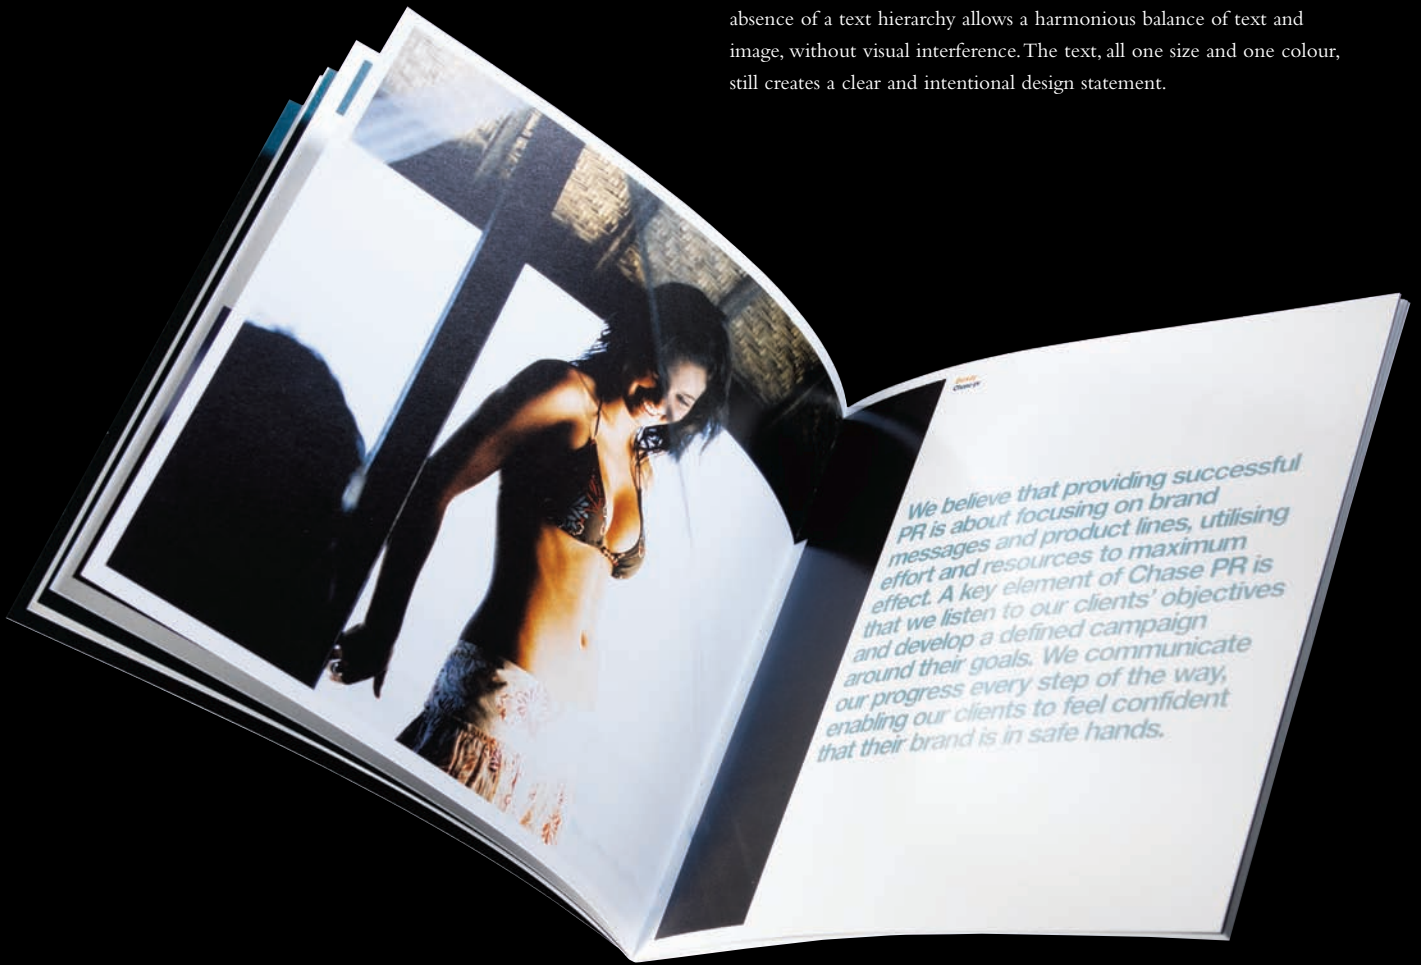 absence of a text hierarchy allows a harmonious balance of text and
image, without visual interference. The text, all one size and one colour,
still creates a clear and intentional design statement.
Chase PR
We believe that providing successful
PR is about focusing on brand
messages and product lines, utilising
effort and resources to maximum
effect. A key element of Chase PR is
that we listen to our clients' objectives
and develop a defined campaign
around their goals. We communicate
our progress every step of the way,
enabling our clients to feel confident
that their brand is in safe hands.